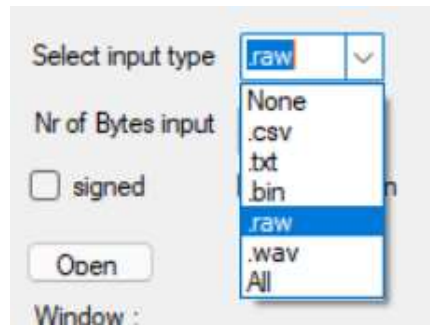 Select input type .raw
None
Nr of Bytes input
.csv
.txt
signed
.bin
n
.raw
.wav
Open
All
Window :